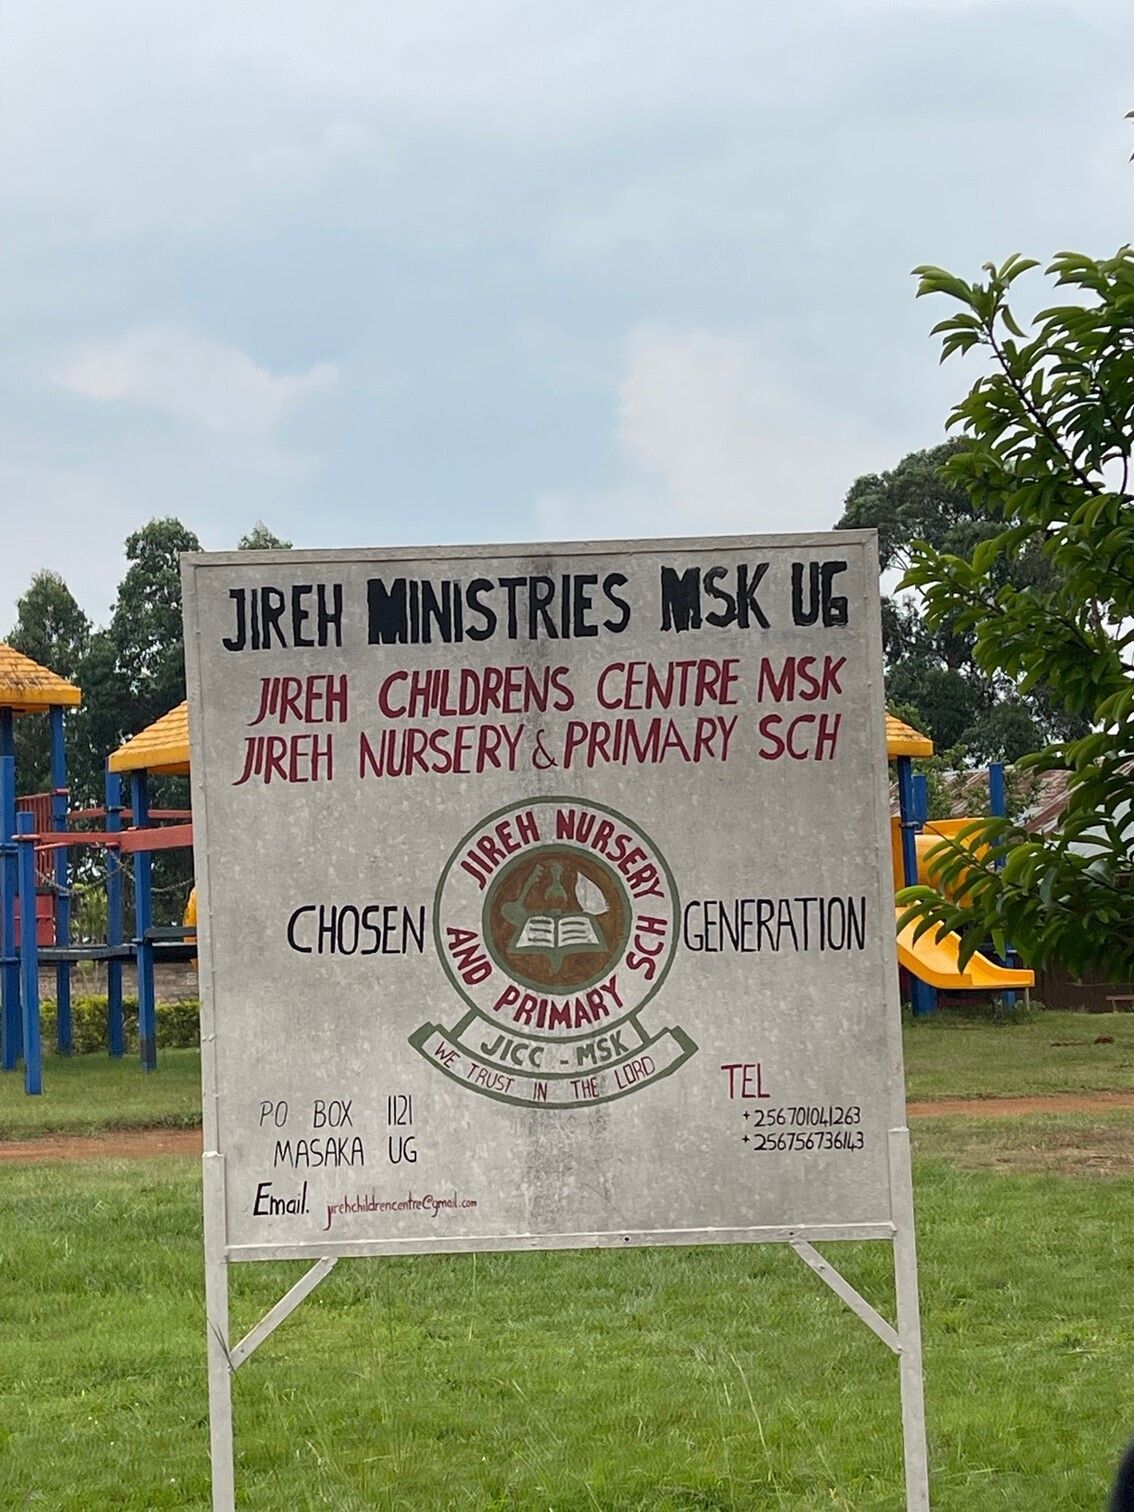 JIREH MINISTRIES MSK UG
JIREH CHILDRENS CENTRE MSK
JIREH NURSERY & PRIMARY SCH
CHOSEN GENERATION
JIREH NURSERY SCH
AND PRIMARY
JICC - MSK
WE TRUST IN THE LORD
PO BOX 1121
MASAKA UG
TEL
+256701041263
+256756736143
Email. jirehchildrencentre@gmail.com